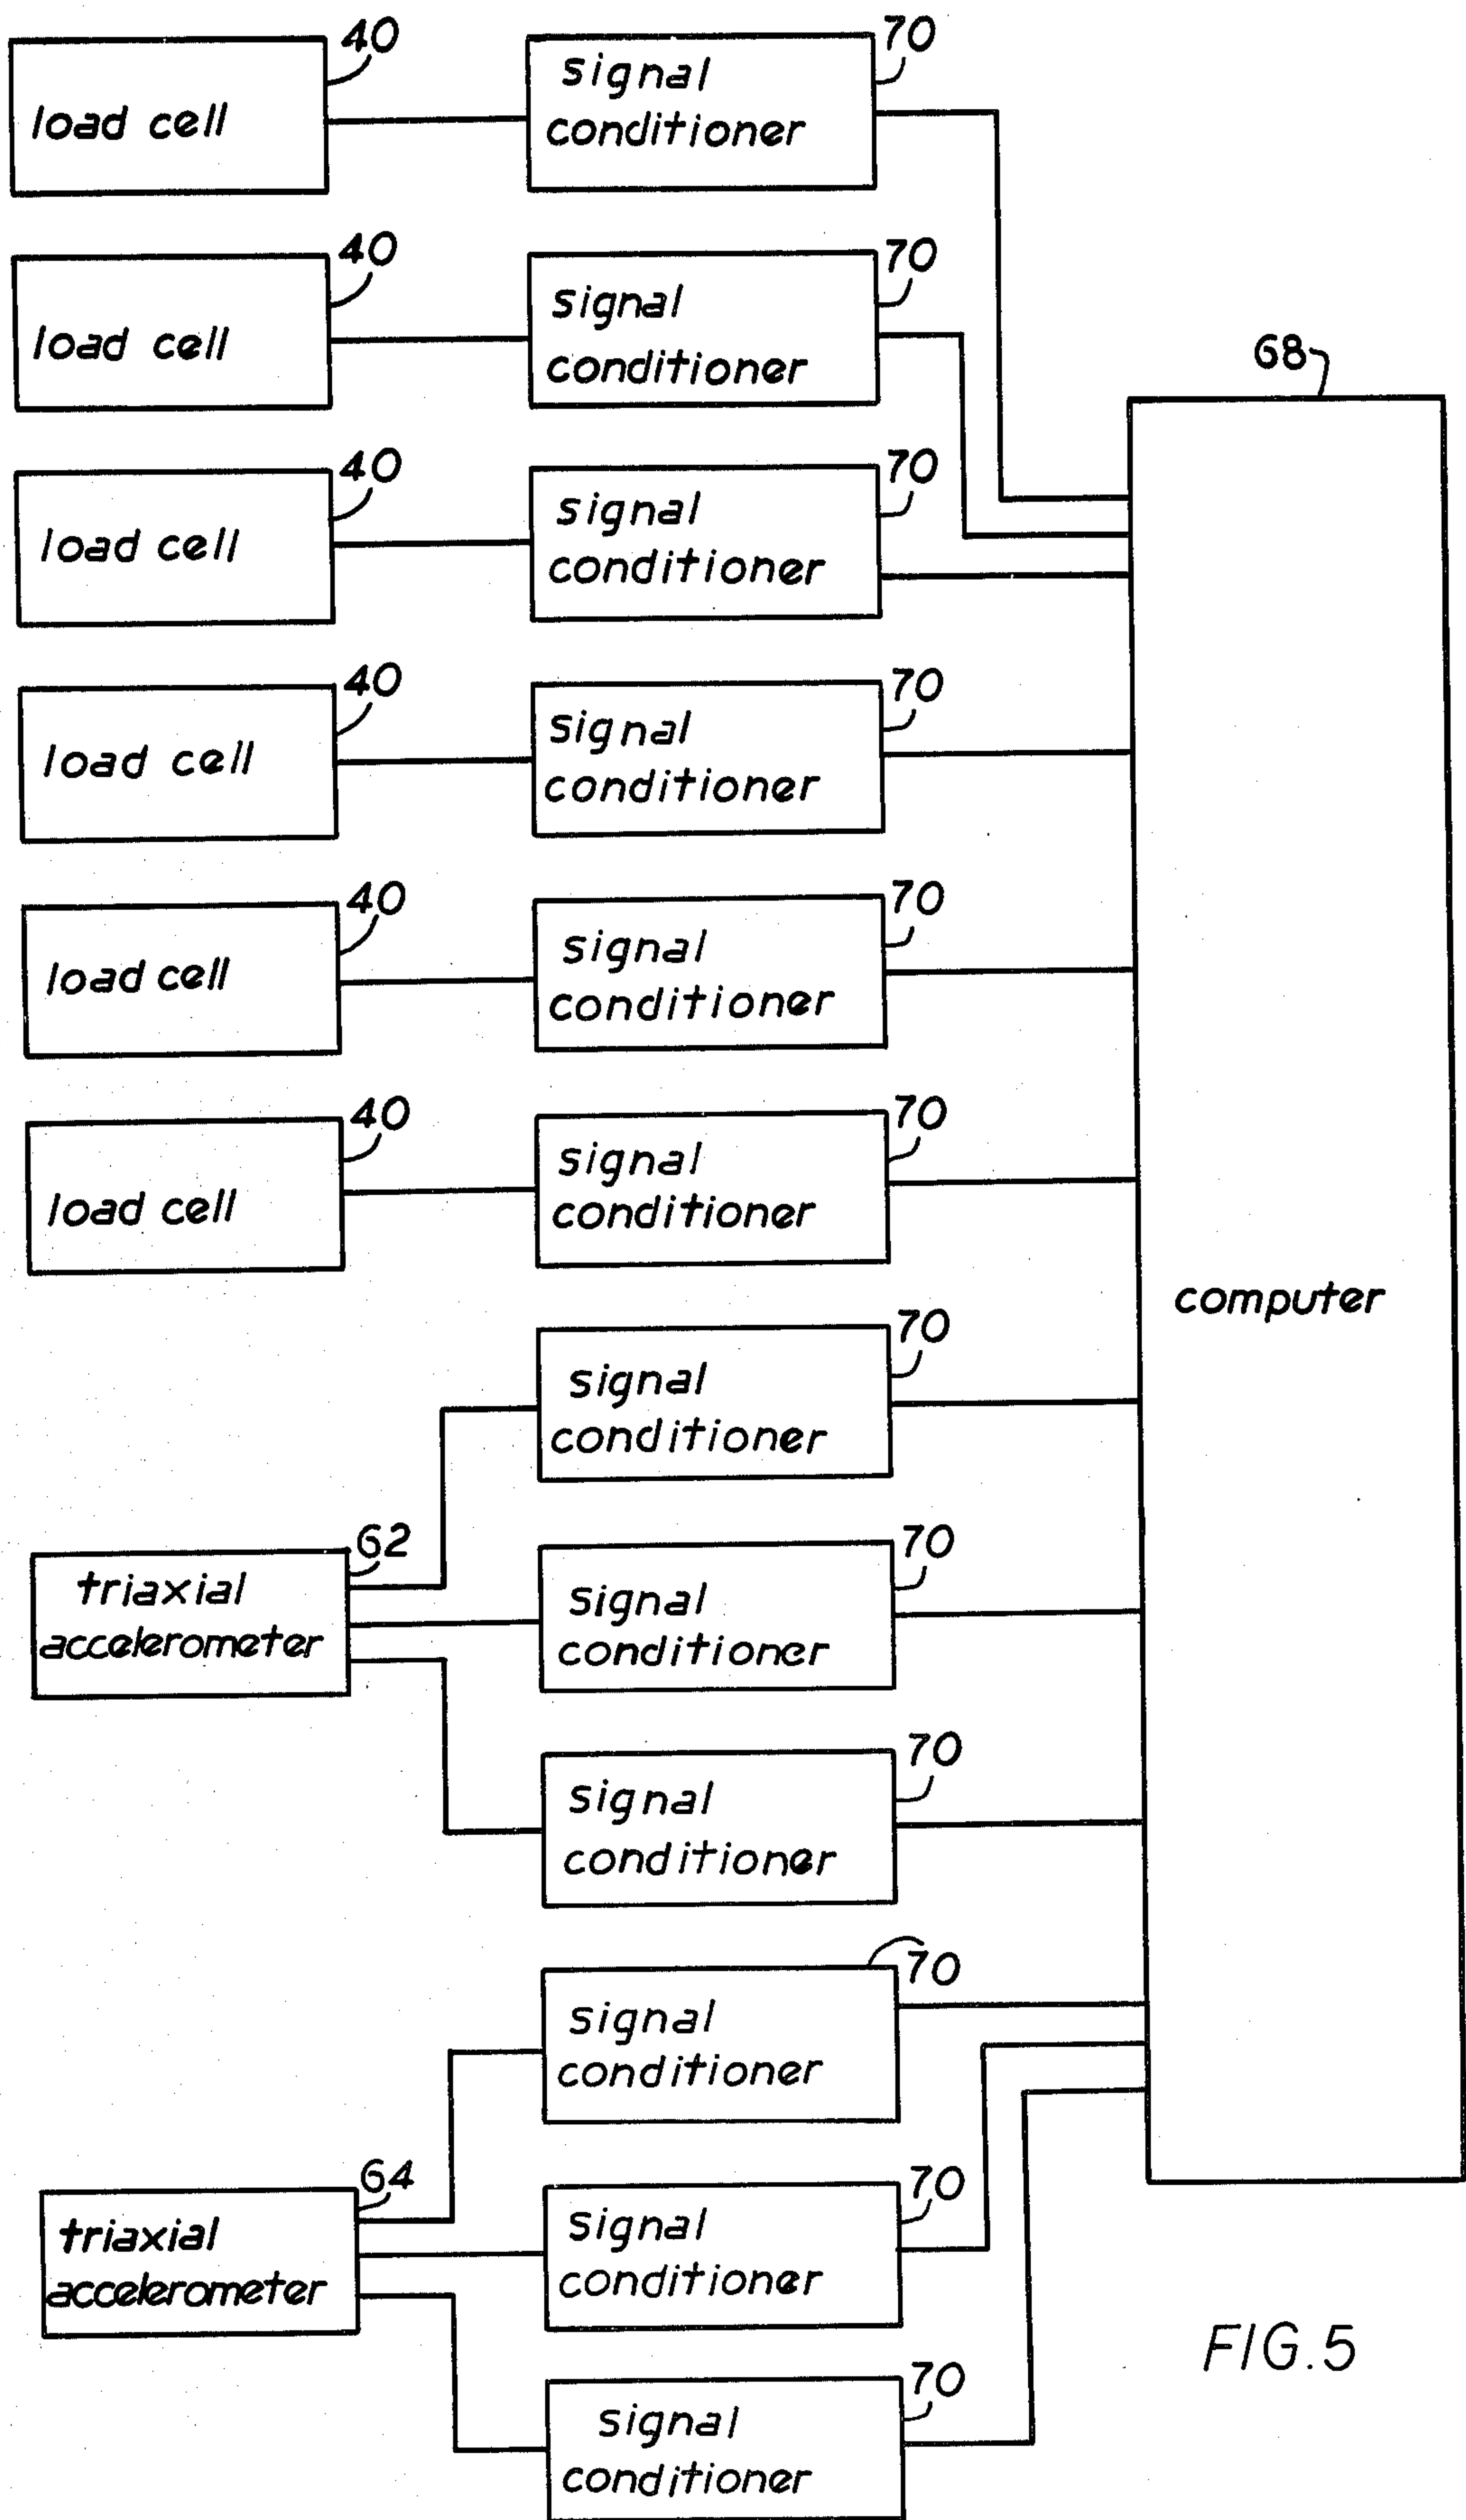 40
70
load cell
signal
conditioner
40
70
load cell
signal
conditioner
68
40
70
load cell
signal
conditioner
40
70
load cell
signal
conditioner
40
70
load cell
signal
conditioner
40
70
load cell
signal
conditioner
computer
70
signal
conditioner
62
triaxial
accelerometer
70
signal
conditioner
70
signal
conditioner
70
signal
conditioner
64
triaxial
accelerometer
70
signal
conditioner
70
signal
conditioner
FIG.5